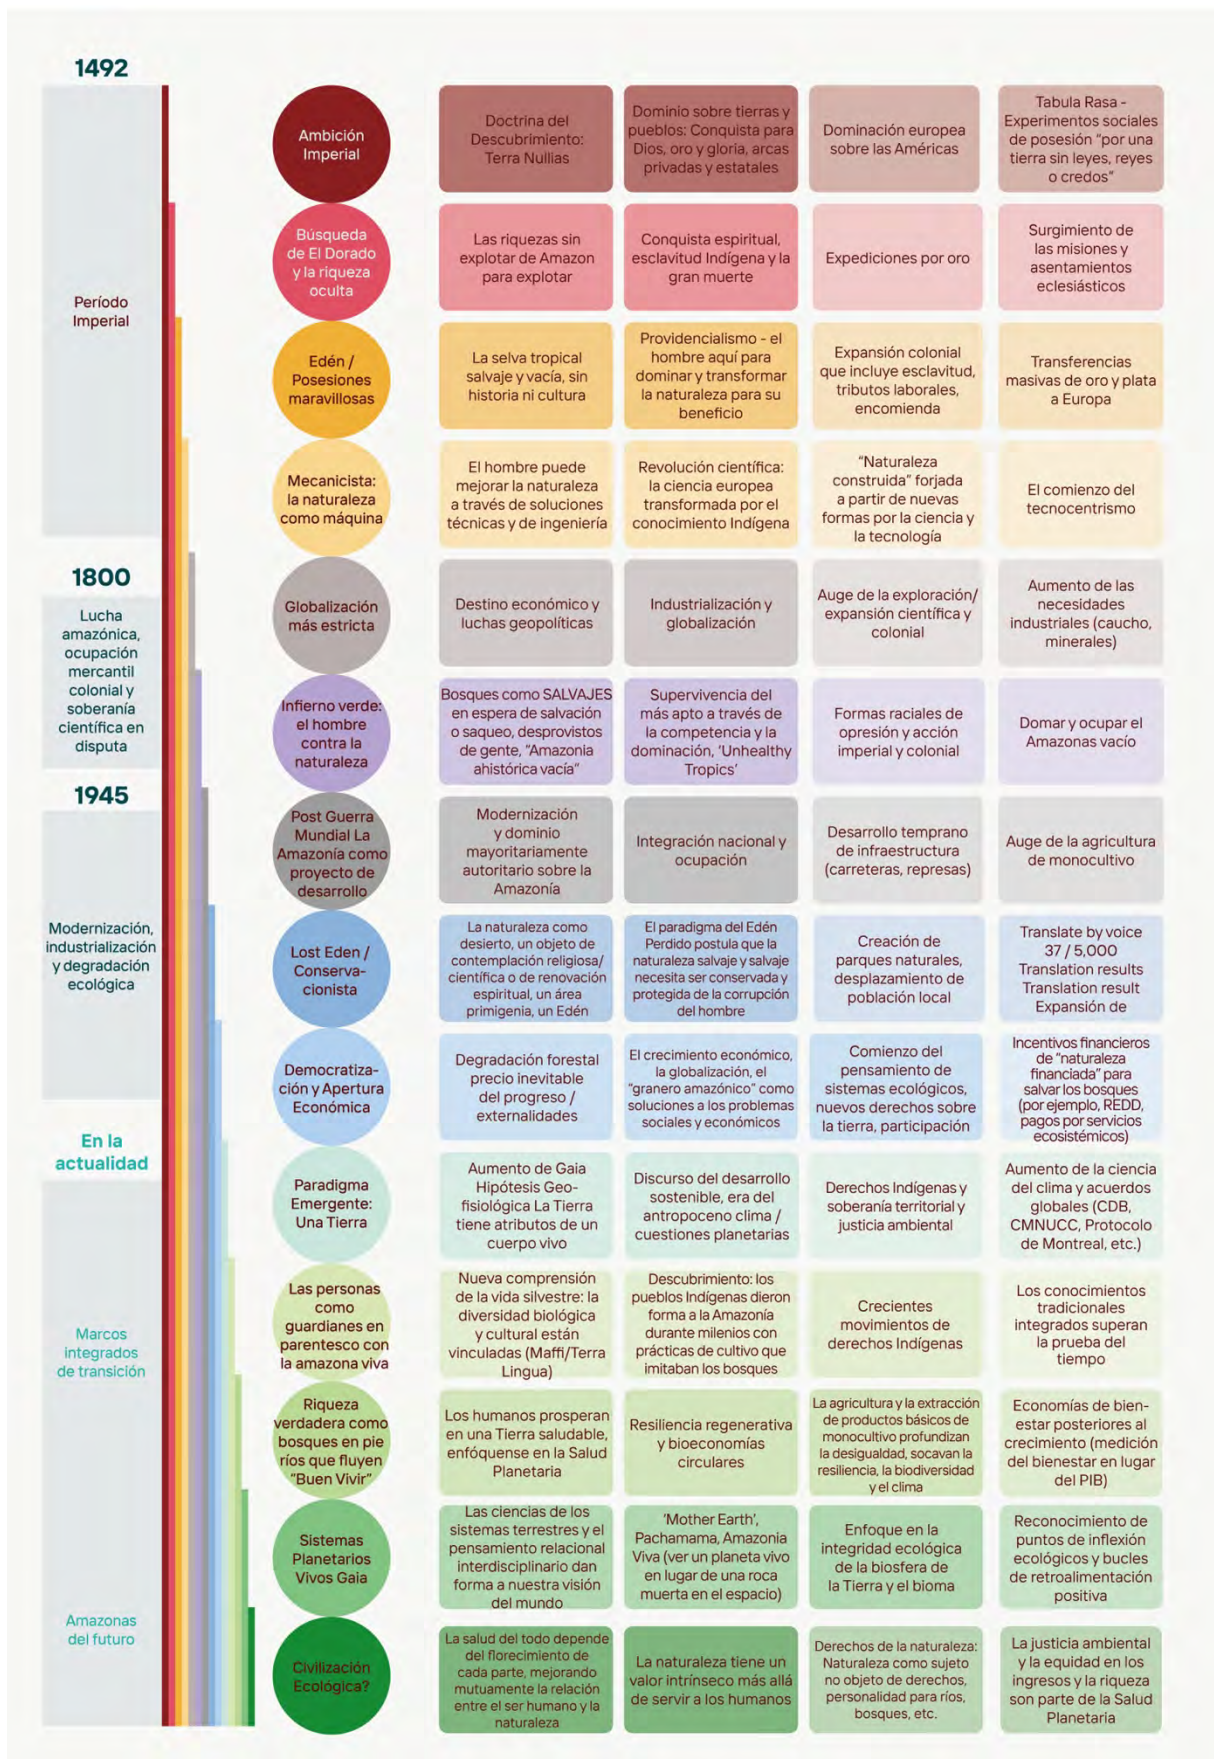 1492
Período
Imperial
Ambición
Imperial
Doctrina del
Descubrimiento:
Terra Nullias
Dominio sobre tierras y
pueblos: Conquista para
Dios, oro y gloria, arcas
privadas y estatales
Dominación europea
sobre las Américas
Tabula Rasa -
Experimentos sociales
de posesión “por una
tierra sin leyes, reyes
o credos”
Búsqueda
de El Dorado
y la riqueza
oculta
Las riquezas sin
explotar de Amazon
para explotar
Conquista espiritual,
esclavitud Indígena y la
gran muerte
Expediciones por oro
Surgimiento de
las misiones y
asentamientos
eclesiásticos
Edén /
Posesiones
maravillosas
La selva tropical
salvaje y vacía, sin
historia ni cultura
Providencialismo - el
hombre aquí para
dominar y transformar
la naturaleza para su
beneficio
Expansión colonial
que incluye esclavitud,
tributos laborales,
encomienda
Transferencias
masivas de oro y plata
a Europa
Mecanicista:
la naturaleza
como máquina
El hombre puede
mejorar la naturaleza
a través de soluciones
técnicas y de ingeniería
Revolución científica:
la ciencia europea
transformada por el
conocimiento Indígena
“Naturaleza
construida” forjada
a partir de nuevas
formas por la ciencia y
la tecnología
El comienzo del
tecnocentrismo
1800
Lucha
amazónica,
ocupación
mercantil
colonial y
soberanía
científica en
disputa
Globalización
más estricta
Destino económico y
luchas geopolíticas
Industrialización y
globalización
Auge de la exploración/
expansión científica y
colonial
Aumento de las
necesidades
industriales (caucho,
minerales)
Infierno verde:
el hombre
contra la
naturaleza
Bosques como SALVAJES
en espera de salvación
o saqueo, desprovistos
de gente, “Amazonia
ahistórica vacía”
Supervivencia del
más apto a través de
la competencia y la
dominación, ‘Unhealthy
Tropics’
Formas raciales de
opresión y acción
imperial y colonial
Domar y ocupar el
Amazonas vacío
1945
Modernización,
industrialización
y degradación
ecológica
Post Guerra
Mundial La
Amazonía como
proyecto de
desarrollo
Modernización
y dominio
mayoritariamente
autoritario sobre la
Amazonía
Integración nacional y
ocupación
Desarrollo temprano
de infraestructura
(carreteras, represas)
Auge de la agricultura
de monocultivo
Lost Eden /
Conserva-
cionista
La naturaleza como
desierto, un objeto de
contemplación religiosa/
científica o de renovación
espiritual, un área
primigenia, un Edén
El paradigma del Edén
Perdido postula que la
naturaleza salvaje y salvaje
necesita ser conservada y
protegida de la corrupción
del hombre
Creación de
parques naturales,
desplazamiento de
población local
Translate by voice
37 / 5,000
Translation results
Translation result
Expansión de
Democratiza-
ción y Apertura
Económica
Degradación forestal
precio inevitable
del progreso /
externalidades
El crecimiento económico,
la globalización, el
“granero amazónico” como
soluciones a los problemas
sociales y económicos
Comienzo del
pensamiento de
sistemas ecológicos,
nuevos derechos sobre
la tierra, participación
Incentivos financieros
de “naturaleza
financiada” para
salvar los bosques
(por ejemplo, REDD,
pagos por servicios
ecosistémicos)
En la
actualidad
Marcos
integrados
de transición
Paradigma
Emergente:
Una Tierra
Aumento de Gaia
Hipótesis Geo-
fisiológica La Tierra
tiene atributos de un
cuerpo vivo
Discurso del desarrollo
sostenible, era del
antropoceno clima /
cuestiones planetarias
Derechos Indígenas y
soberanía territorial y
justicia ambiental
Aumento de la ciencia
del clima y acuerdos
globales (CDB,
CMNUCC, Protocolo
de Montreal, etc.)
Las personas
como
guardianes en
parentesco con
la amazona viva
Nueva comprensión
de la vida silvestre: la
diversidad biológica
y cultural están
vinculadas (Maffi/Terra
Lingua)
Descubrimiento: los
pueblos Indígenas dieron
forma a la Amazonía
durante milenios con
prácticas de cultivo que
imitaban los bosques
Crecientes
movimientos de
derechos Indígenas
Los conocimientos
tradicionales
integrados superan
la prueba del
tiempo
Riqueza
verdadera como
bosques en pie
ríos que fluyen
“Buen Vivir”
Los humanos prosperan
en una Tierra saludable,
enfóquense en la Salud
Planetaria
Resiliencia regenerativa
y bioeconomías
circulares
La agricultura y la extracción
de productos básicos de
monocultivo profundizan
la desigualdad, socavan la
resiliencia, la biodiversidad
y el clima
Economías de bien-
estar posteriores al
crecimiento (medición
del bienestar en lugar
del PIB)
Amazonas
del futuro
Sistemas
Planetarios
Vivos Gaia
Las ciencias de los
sistemas terrestres y el
pensamiento relacional
interdisciplinario dan
forma a nuestra visión
del mundo
‘Mother Earth’,
Pachamama, Amazonia
Viva (ver un planeta vivo
en lugar de una roca
muerta en el espacio)
Enfoque en la
integridad ecológica
de la biosfera de
la Tierra y el bioma
Reconocimiento de
puntos de inflexión
ecológicos y bucles
de retroalimentación
positiva
Civilización
Ecológica?
La salud del todo depende
del florecimiento de
cada parte, mejorando
mutuamente la relación
entre el ser humano y la
naturaleza
La naturaleza tiene un
valor intrínseco más allá
de servir a los humanos
Derechos de la naturaleza:
Naturaleza como sujeto
no objeto de derechos,
personalidad para ríos,
bosques, etc.
La justicia ambiental
y la equidad en los
ingresos y la riqueza
son parte de la Salud
Planetaria